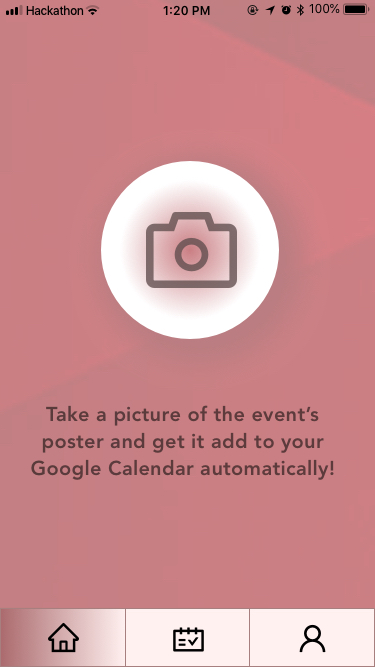 Hackathon 1:20 PM 100%
Take a picture of the event’s
poster and get it add to your
Google Calendar automatically!